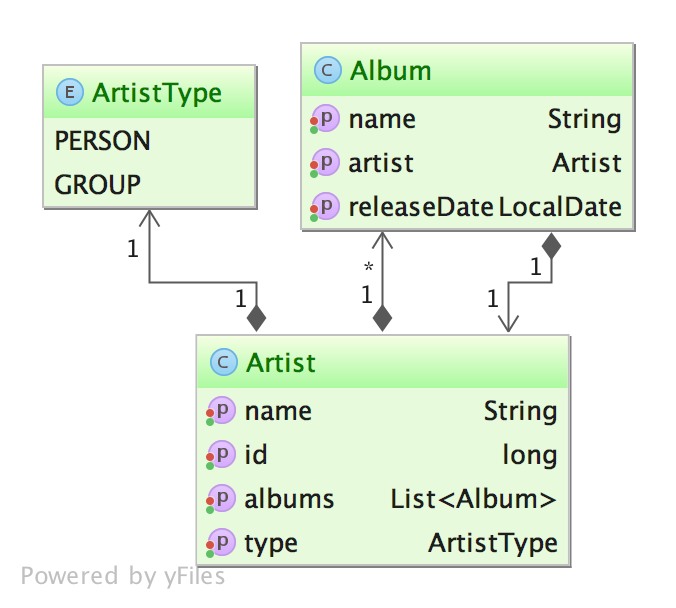 E ArtistType
PERSON
GROUP
C Album
p name String
p artist Artist
p releaseDate LocalDate
1
1
*
1
1
1
C Artist
p name String
p id long
p albums List<Album>
p type ArtistType
Powered by yFiles